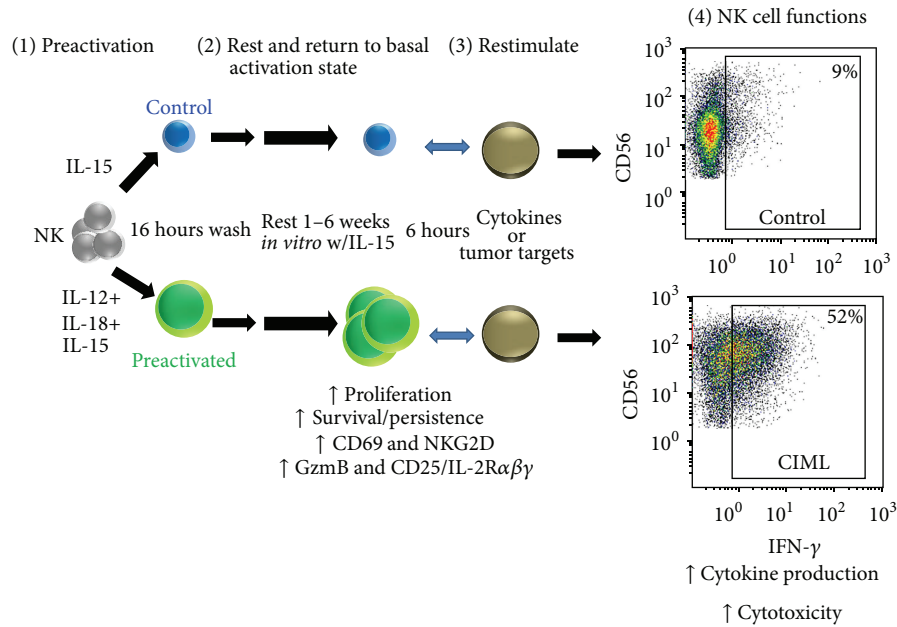 (4) NK cell functions
(1) Preactivation
(2) Rest and return to basal
activation state
(3) Restimulate
Control
IL-15
NK
16 hours wash
Rest 1–6 weeks
in vitro w/IL-15
6 hours
Cytokines
or
tumor targets
IL-12+
IL-18+
IL-15
Preactivated
↑ Proliferation
↑ Survival/persistence
↑ CD69 and NKG2D
↑ GzmB and CD25/IL-2Rαβγ
10³
10²
10¹
10⁰
CD56
9%
Control
10⁰ 10¹ 10² 10³
10³
10²
10¹
10⁰
CD56
52%
CIML
10⁰ 10¹ 10² 10³
IFN-γ
↑ Cytokine production
↑ Cytotoxicity